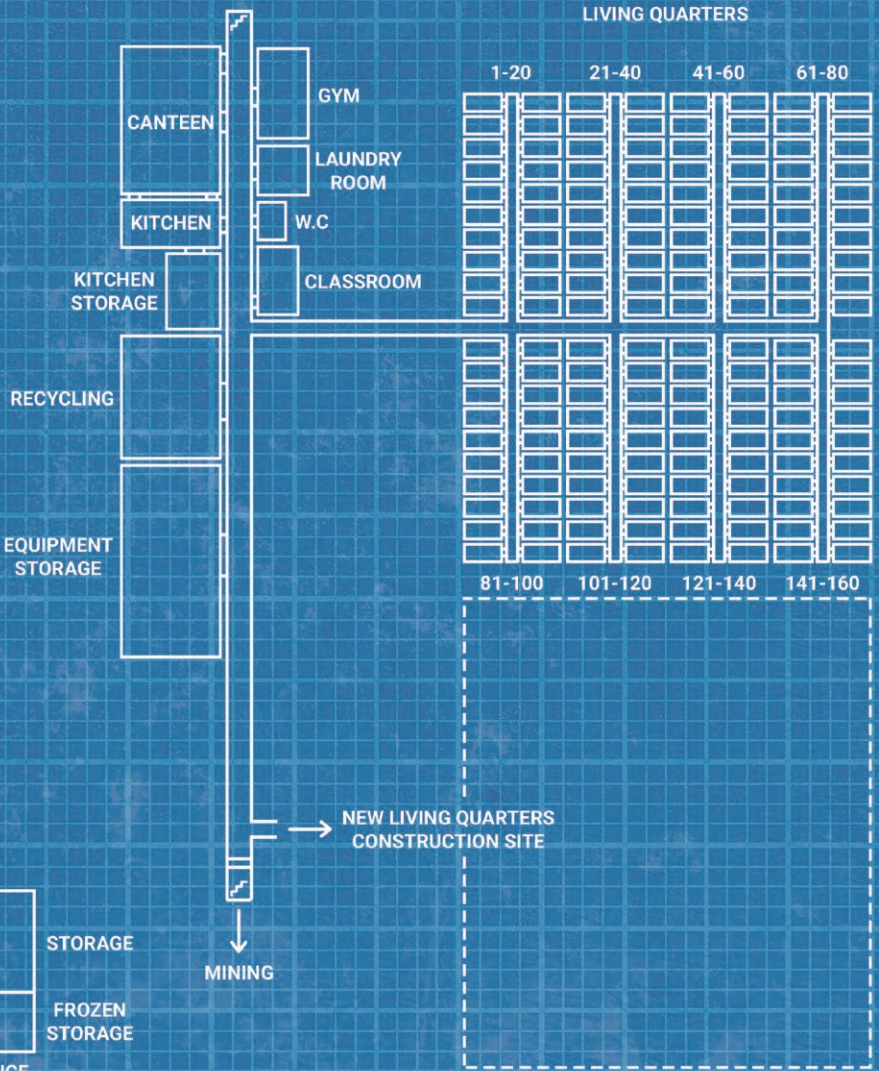 LIVING QUARTERS
1-20
21-40
41-60
61-80
CANTEEN
GYM
LAUNDRY
ROOM
KITCHEN
W.C
KITCHEN
STORAGE
CLASSROOM
RECYCLING
EQUIPMENT
STORAGE
81-100
101-120
121-140
141-160
NEW LIVING QUARTERS
CONSTRUCTION SITE
STORAGE
MINING
FROZEN
STORAGE